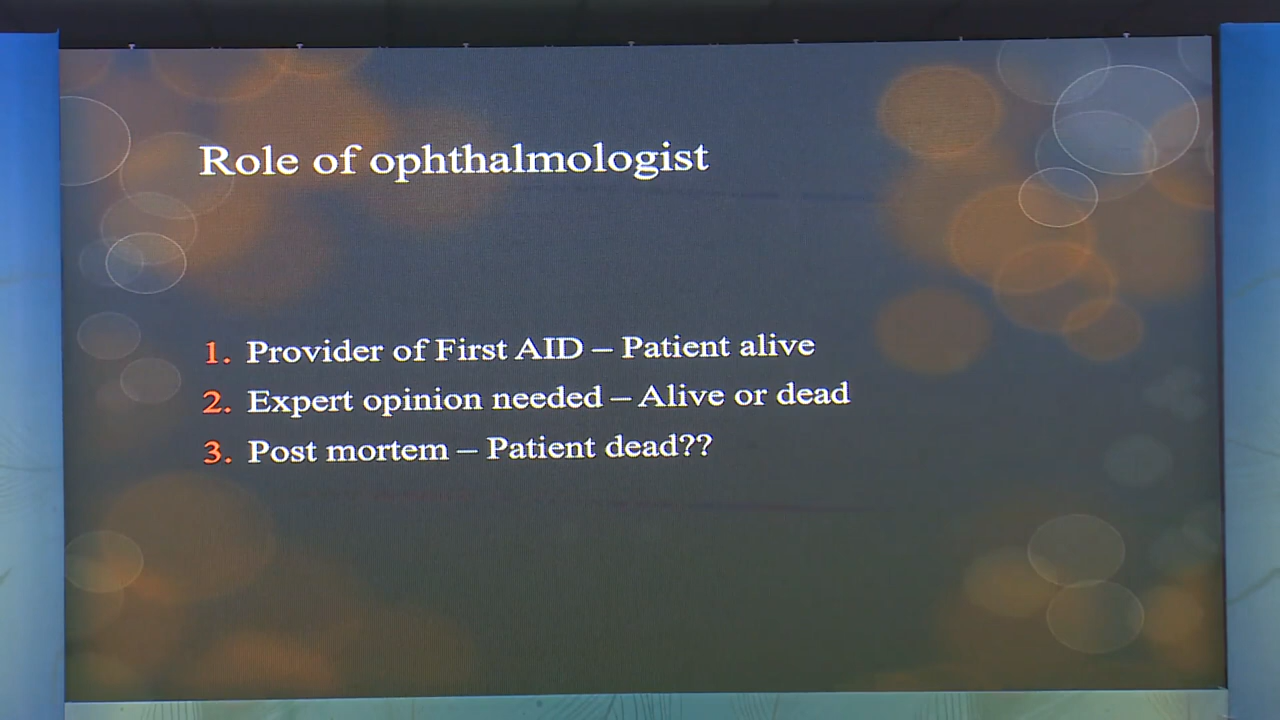 Role of ophthalmologist
1. Provider of First AID – Patient alive
2. Expert opinion needed – Alive or dead
3. Post mortem – Patient dead??